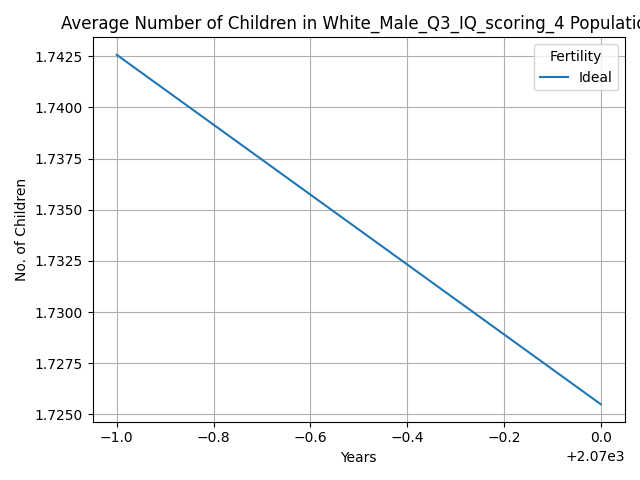 Average Number of Children in White_Male_Q3_IQ_scoring_4 Populatio
Fertility
Ideal
No. of Children
1.7425
1.7400
1.7375
1.7350
1.7325
1.7300
1.7275
1.7250
−1.0 −0.8 −0.6 −0.4 −0.2 0.0
Years
+2.07e3